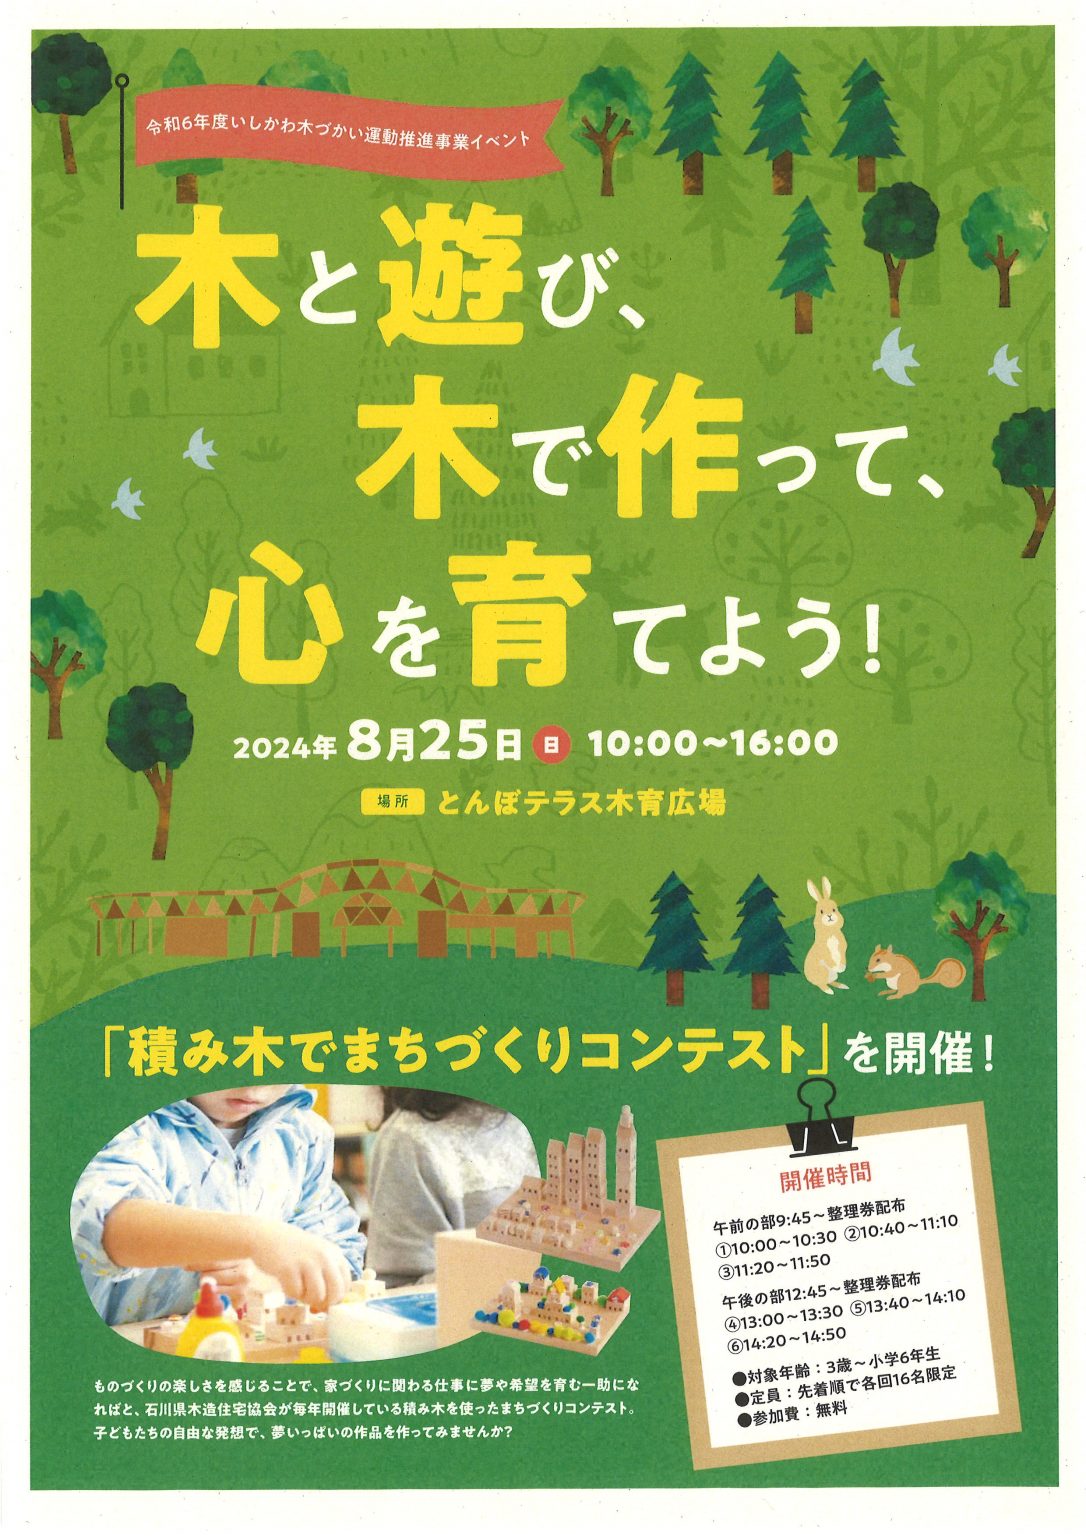 令和6年度いしかわ木づかい運動推進事業イベント
木と遊び、
木で作って、
心を育てよう!
2024年 8月25日 日 10:00〜16:00
場所 とんぼテラス木育広場
「積み木でまちづくりコンテスト」を開催!
開催時間
午前の部9:45〜整理券配布
①10:00〜10:30 ②10:40〜11:10
③11:20〜11:50
午後の部12:45〜整理券配布
④13:00〜13:30 ⑤13:40〜14:10
⑥14:20〜14:50
●対象年齢:3歳〜小学6年生
●定員:先着順で各回16名限定
●参加費:無料
ものづくりの楽しさを感じることで、家づくりに関わる仕事に夢や希望を育む一助にな
ればと、石川県木造住宅協会が毎年開催している積み木を使ったまちづくりコンテスト。
子どもたちの自由な発想で、夢いっぱいの作品を作ってみませんか?